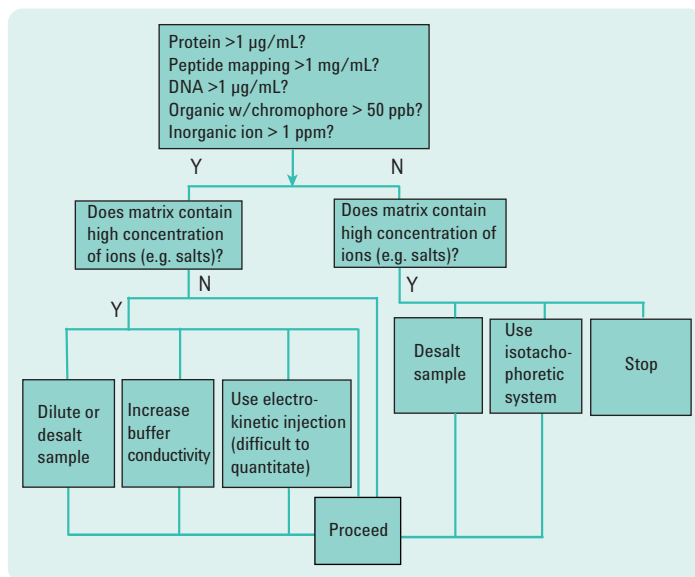 Protein >1 µg/mL?
Peptide mapping >1 mg/mL?
DNA >1 µg/mL?
Organic w/chromophore > 50 ppb?
Inorganic ion > 1 ppm?
Y
N
Does matrix contain
high concentration
of ions (e.g. salts)?
Does matrix contain
high concentration of
ions (e.g. salts)?
N
Y
Y
Dilute or
desalt
sample
Increase
buffer
conductivity
Use electro-
kinetic injection
(difficult to
quantitate)
Desalt
sample
Use
isotacho-
phoretic
system
Stop
Proceed